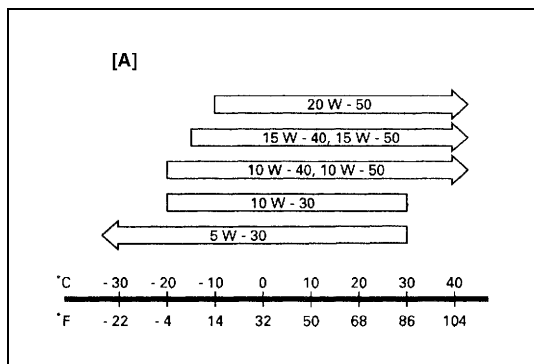 [A]
20 W - 50
15 W - 40, 15 W - 50
10 W - 40, 10 W - 50
10 W - 30
5 W - 30
°C - 30 - 20 - 10 0 10 20 30 40
°F - 22 - 4 14 32 50 68 86 104